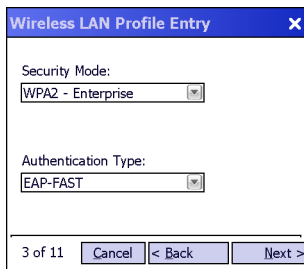 Wireless LAN Profile Entry
Security Mode:
WPA2 - Enterprise
Authentication Type:
EAP-FAST
3 of 11 Cancel < Back Next >